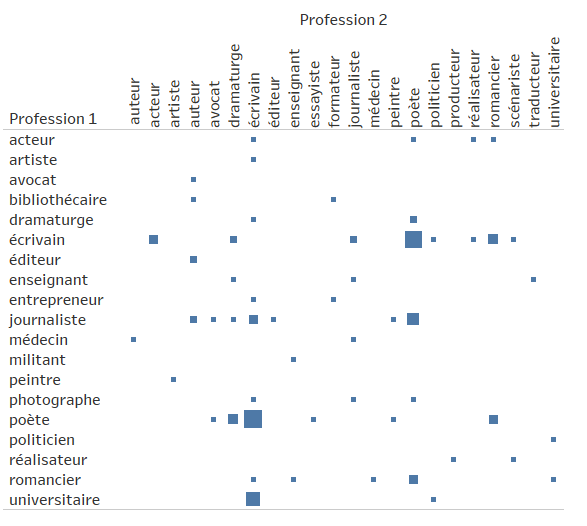 Profession 2
auteur
acteur
artiste
auteur
avocat
dramaturge
écrivain
éditeur
enseignant
essayiste
formateur
journaliste
médecin
peintre
poète
politicien
producteur
réalisateur
romancier
scénariste
traducteur
universitaire
Profession 1
acteur
artiste
avocat
bibliothécaire
dramaturge
écrivain
éditeur
enseignant
entrepreneur
journaliste
médecin
militant
peintre
photographe
poète
politicien
réalisateur
romancier
universitaire